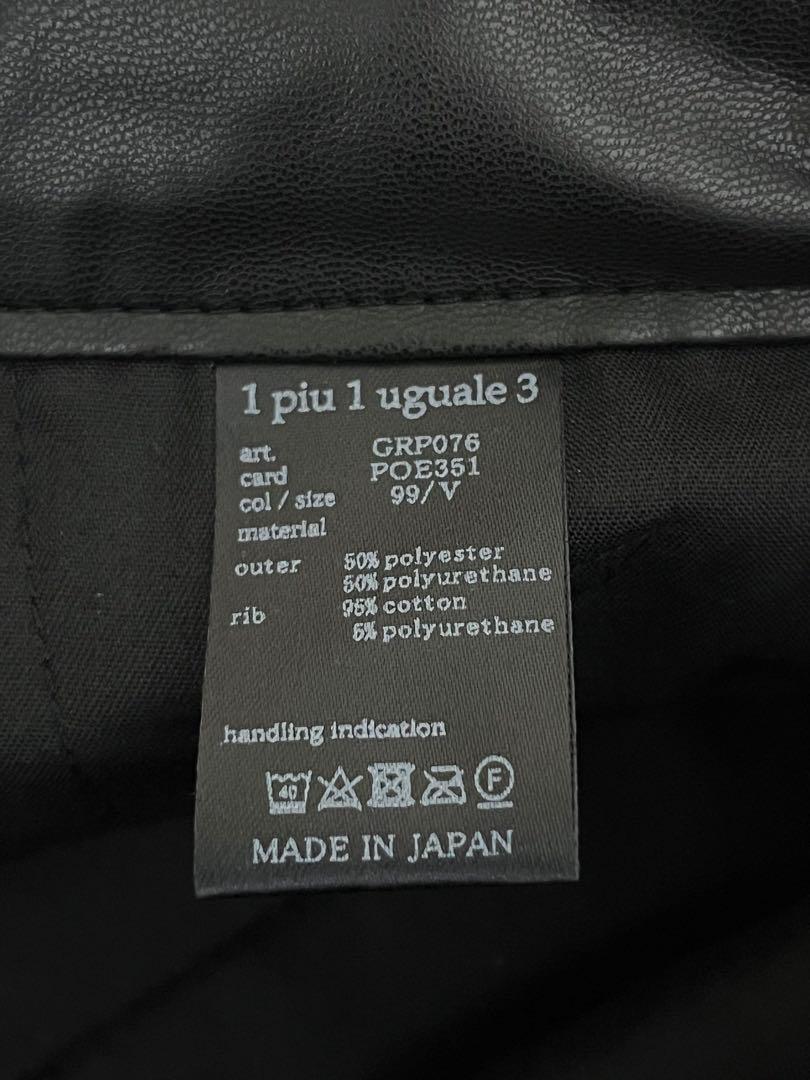 1 piu 1 uguale 3
art. GRP076
card POE351
col / size 99/V
material
outer 50% polyester
50% polyurethane
rib 95% cotton
5% polyurethane
handling indication
40 F
MADE IN JAPAN